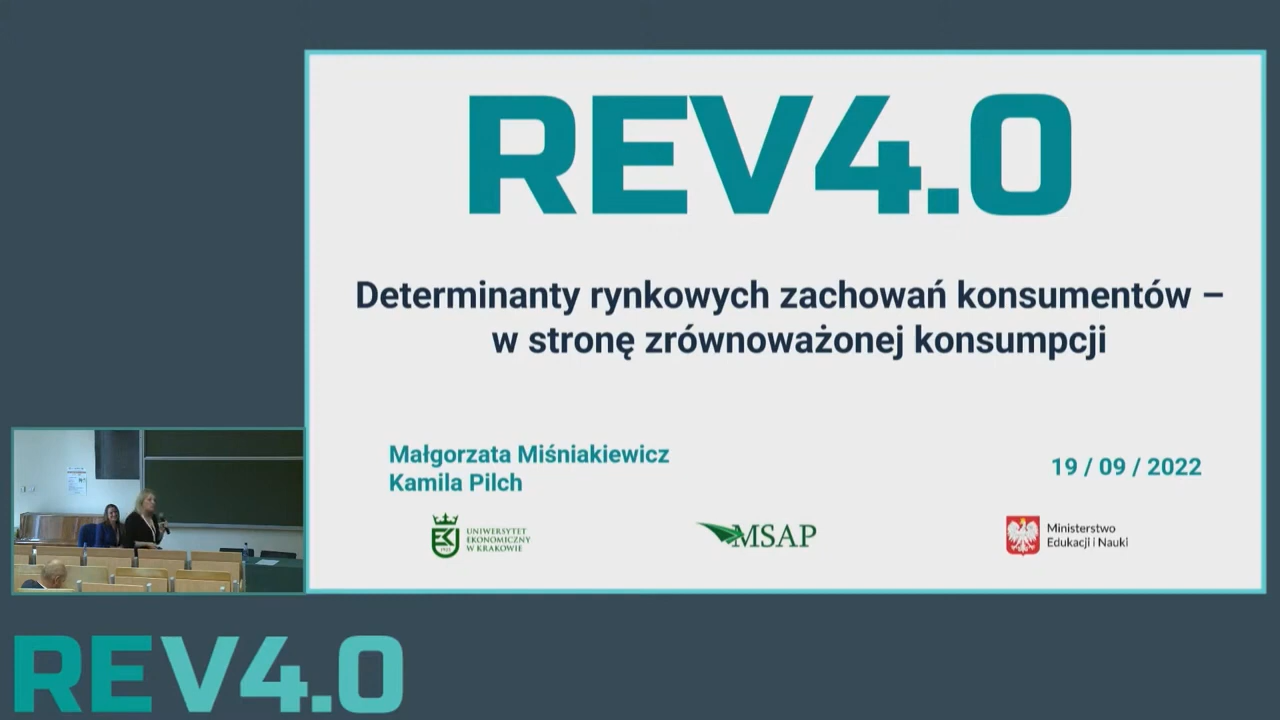 REV4.0
Determinanty rynkowych zachowań konsumentów –
w stronę zrównoważonej konsumpcji
Małgorzata Miśniakiewicz
Kamila Pilch
19 / 09 / 2022
UNIWERSYTET
EKONOMICZNY
W KRAKOWIE
MSAP
Ministerstwo
Edukacji i Nauki
REV4.0